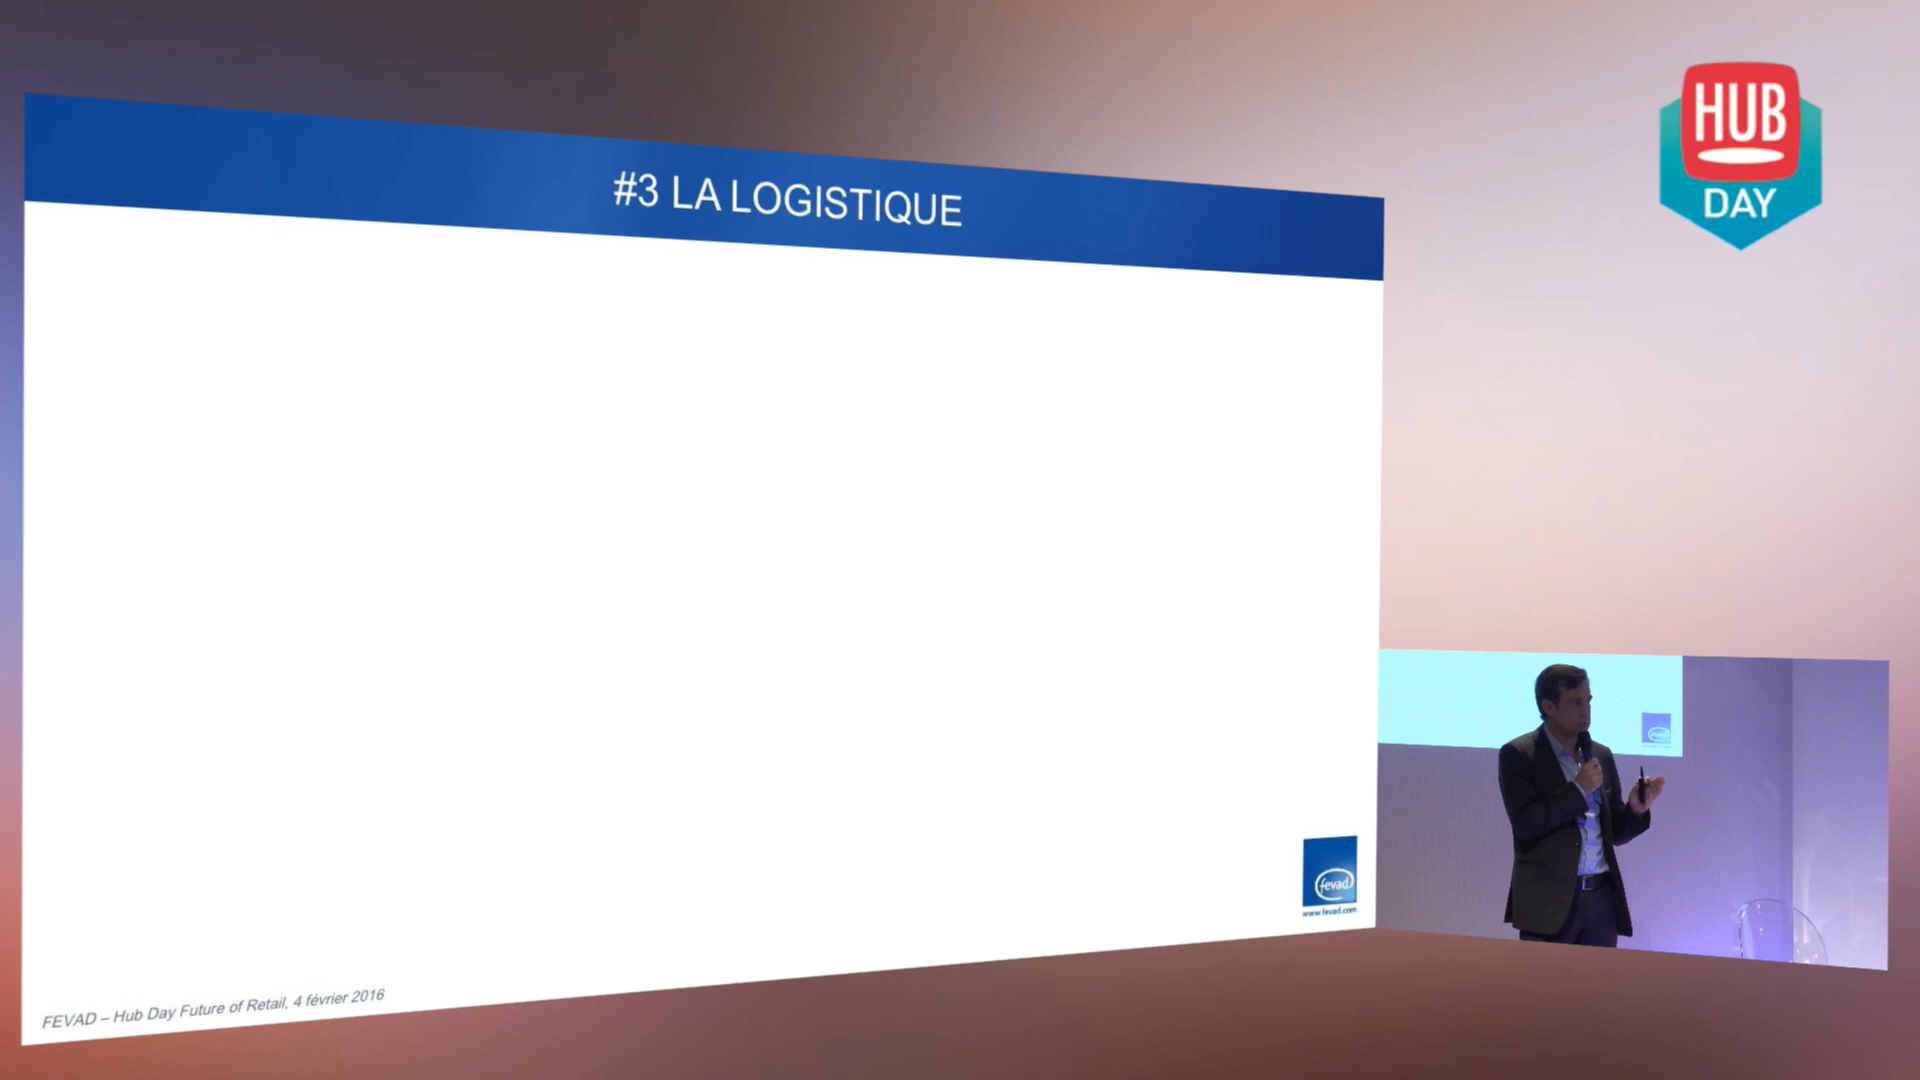 HUB
DAY
#3 LA LOGISTIQUE
fevad
www.fevad.com
FEVAD – Hub Day Future of Retail, 4 février 2016